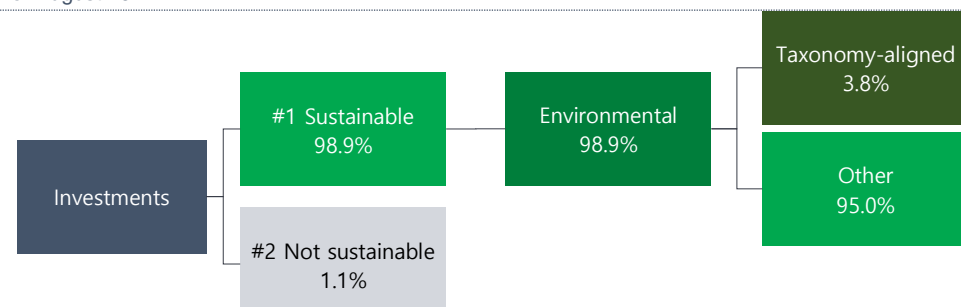 Taxonomy-aligned
3.8%
#1 Sustainable
98.9%
Environmental
98.9%
Investments
Other
95.0%
#2 Not sustainable
1.1%